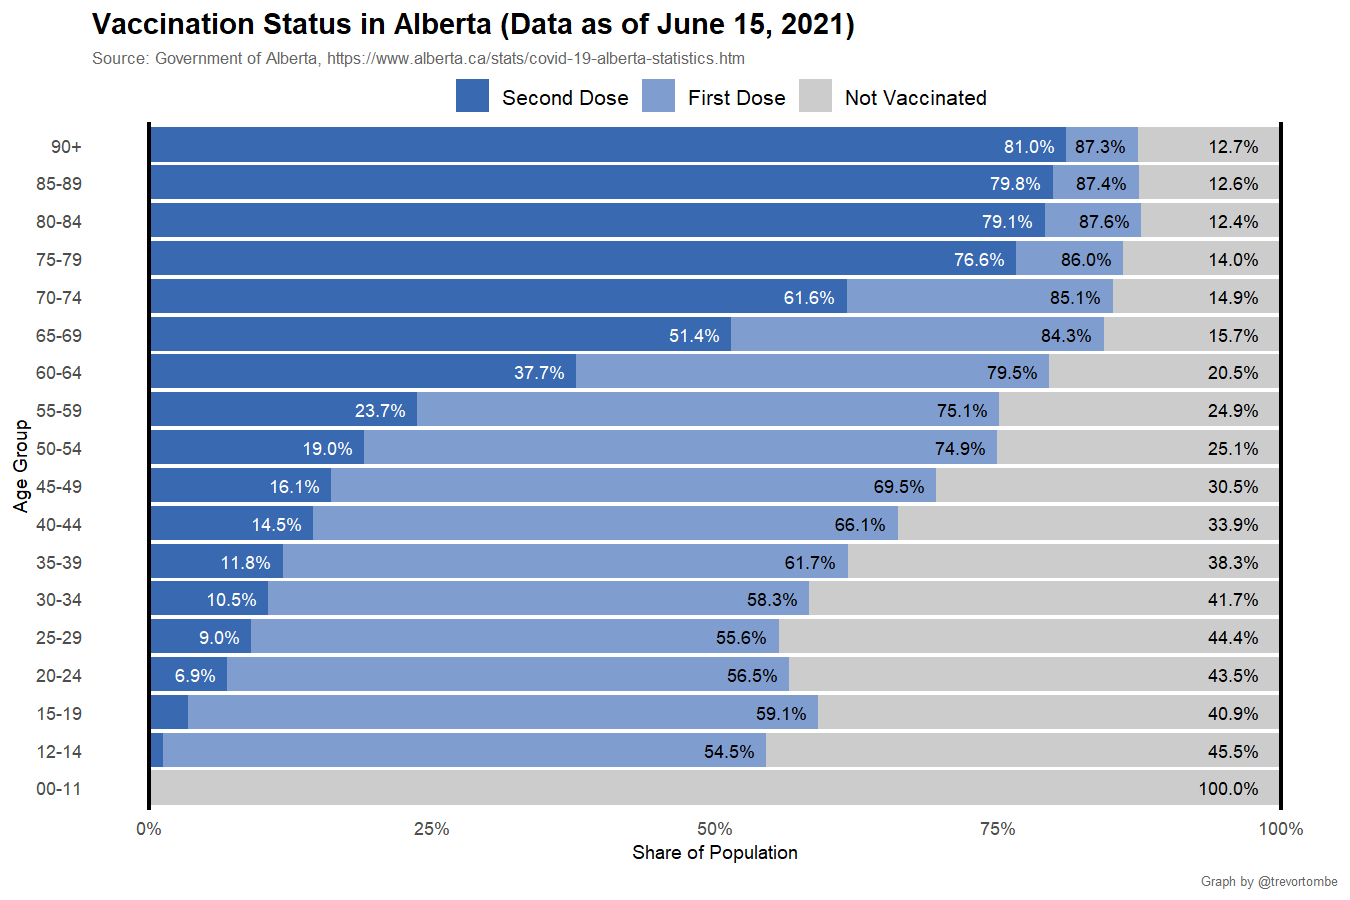 Vaccination Status in Alberta (Data as of June 15, 2021)
Source: Government of Alberta, https://www.alberta.ca/stats/covid-19-alberta-statistics.htm
Second Dose First Dose Not Vaccinated
90+ 81.0% 87.3% 12.7%
85-89 79.8% 87.4% 12.6%
80-84 79.1% 87.6% 12.4%
75-79 76.6% 86.0% 14.0%
70-74 61.6% 85.1% 14.9%
65-69 51.4% 84.3% 15.7%
60-64 37.7% 79.5% 20.5%
55-59 23.7% 75.1% 24.9%
50-54 19.0% 74.9% 25.1%
Age Group
45-49 16.1% 69.5% 30.5%
40-44 14.5% 66.1% 33.9%
35-39 11.8% 61.7% 38.3%
30-34 10.5% 58.3% 41.7%
25-29 9.0% 55.6% 44.4%
20-24 6.9% 56.5% 43.5%
15-19 59.1% 40.9%
12-14 54.5% 45.5%
00-11 100.0%
0% 25% 50% 75% 100%
Share of Population
Graph by @trevortombe